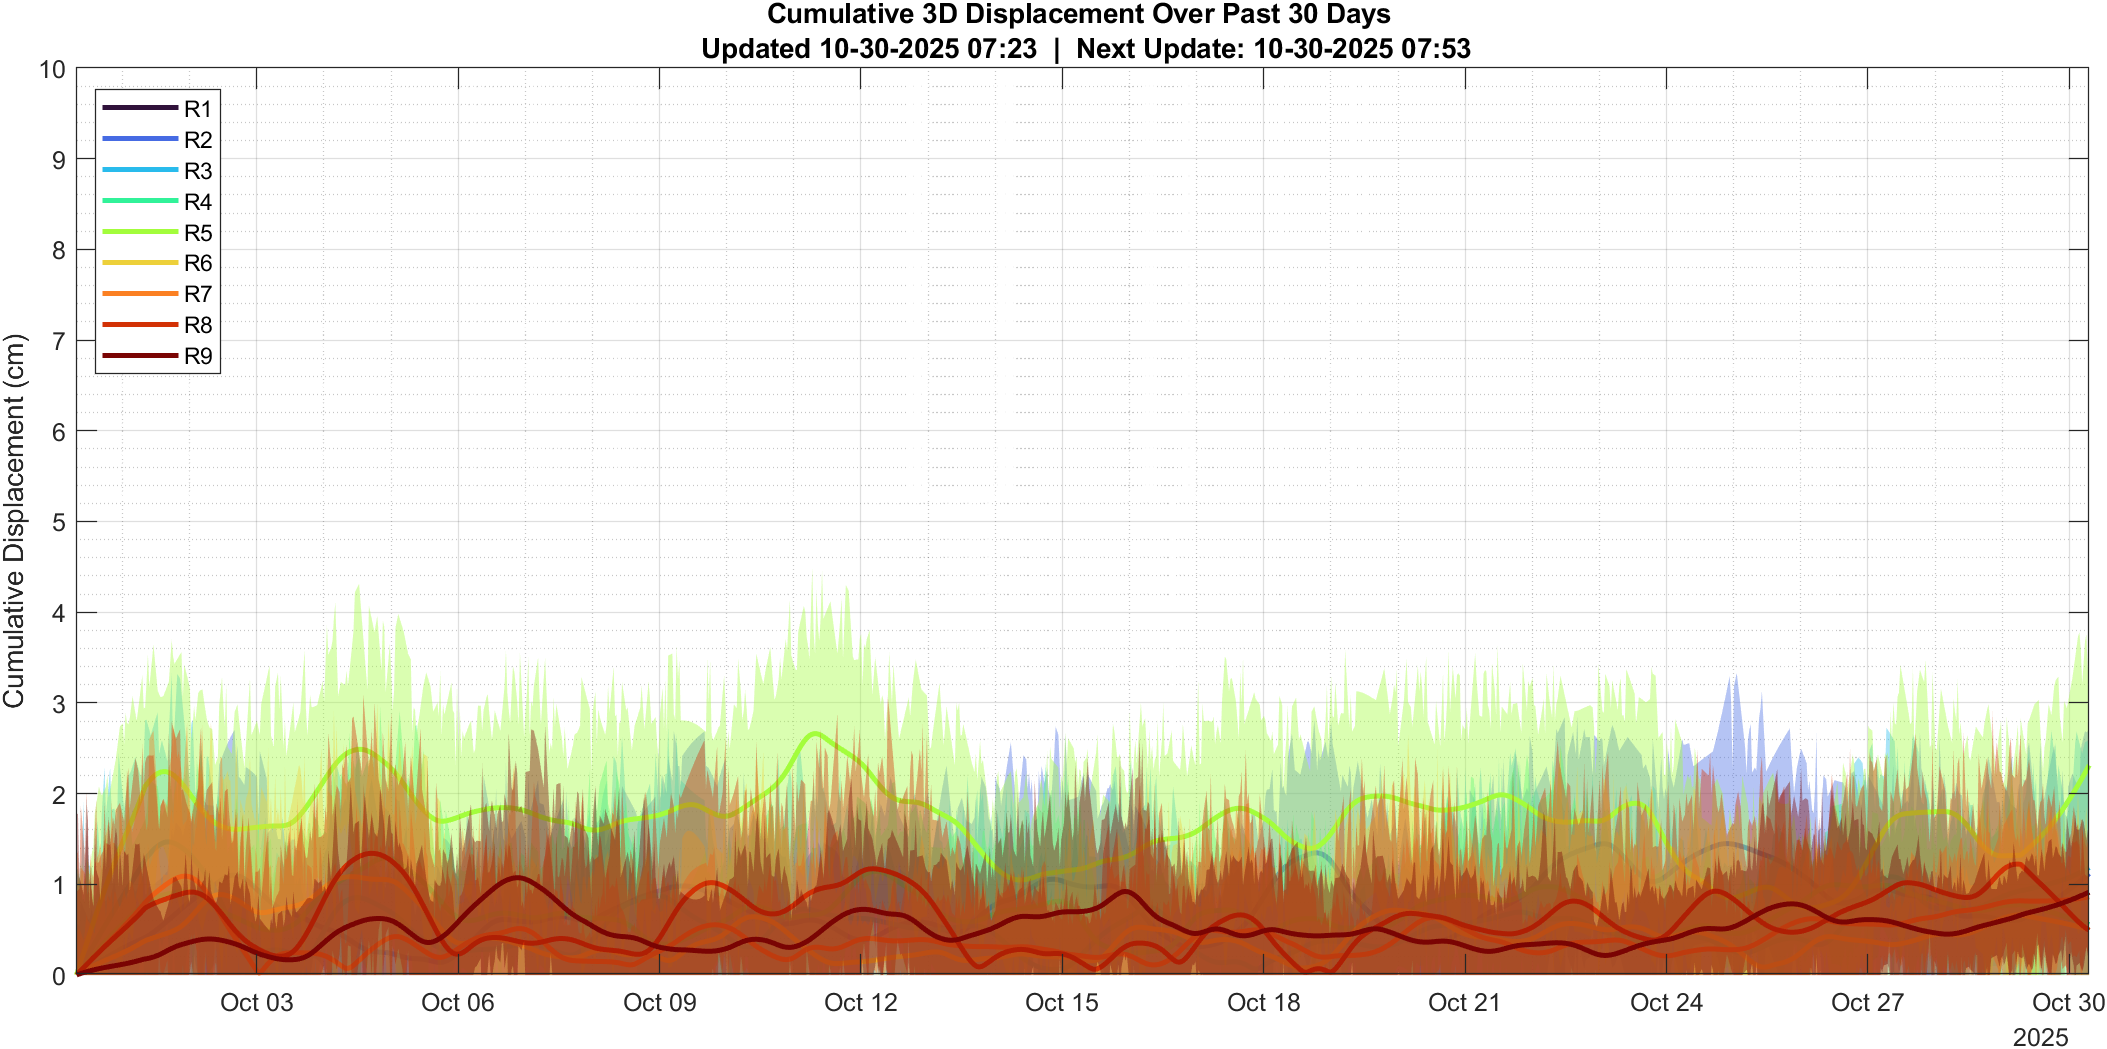 Cumulative 3D Displacement Over Past 30 Days
Updated 10-30-2025 07:23 | Next Update: 10-30-2025 07:53
Cumulative Displacement (cm)
10
9
8
7
6
5
4
3
2
1
0
R1
R2
R3
R4
R5
R6
R7
R8
R9
Oct 03
Oct 06
Oct 09
Oct 12
Oct 15
Oct 18
Oct 21
Oct 24
Oct 27
Oct 30
2025